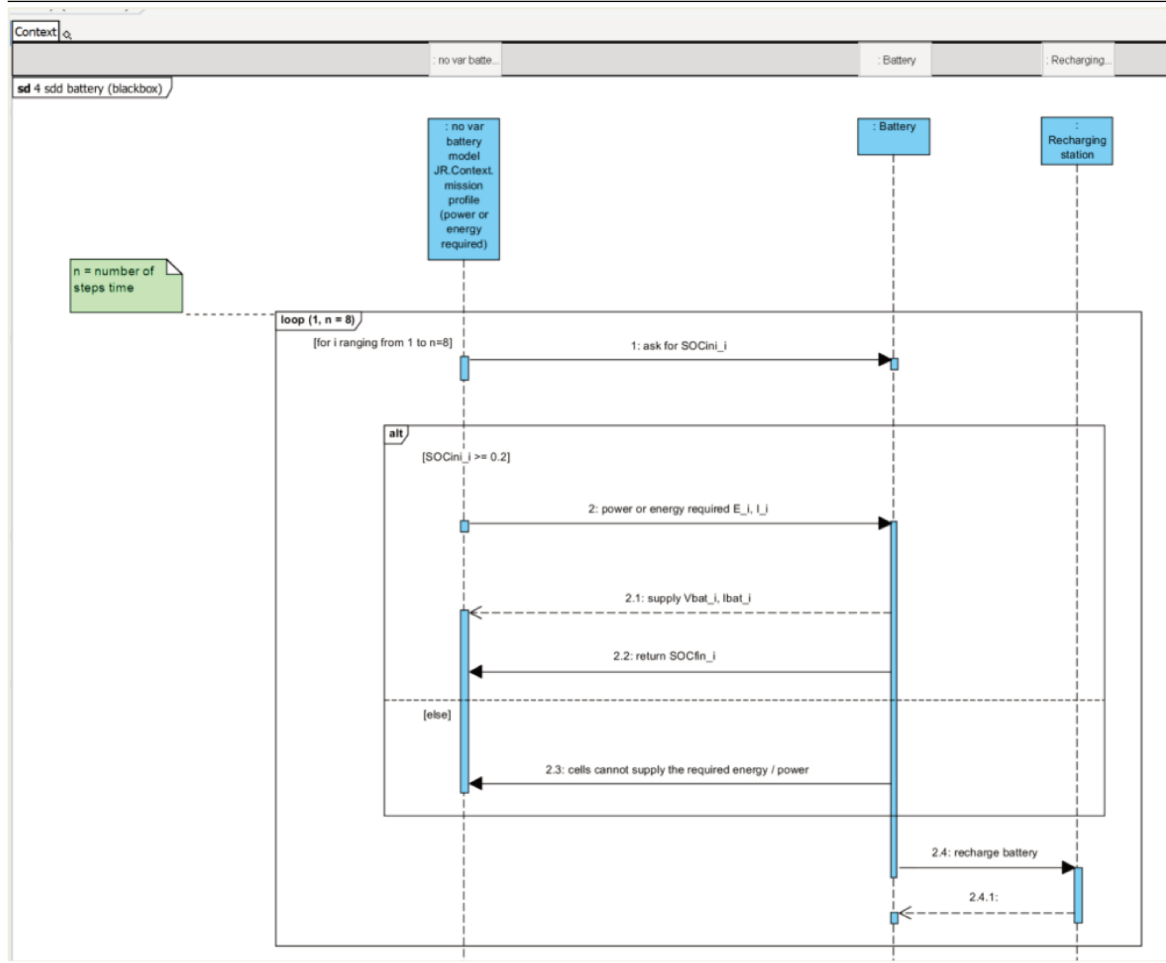 Context
: no var batte...
: Battery
: Recharging...
sd 4 sdd battery (blackbox)
: no var
battery
model
JR.Context.
mission
profile
(power or
energy
required)
: Battery
:
Recharging
station
n = number of
steps time
loop (1, n = 8)
[for i ranging from 1 to n=8]
1: ask for SOCini_i
alt
[SOCini_i >= 0.2]
2: power or energy required E_i, I_i
2.1: supply Vbat_i, Ibat_i
2.2: return SOCfin_i
[else]
2.3: cells cannot supply the required energy / power
2.4: recharge battery
2.4.1: